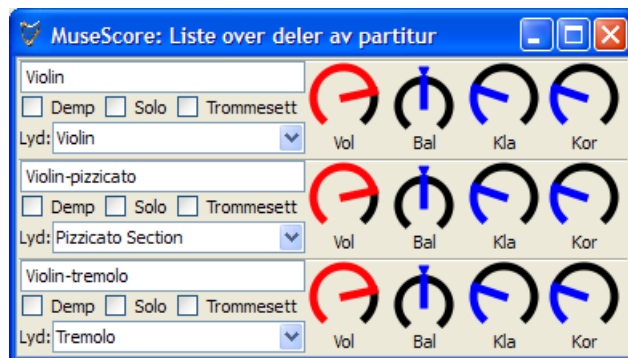 MuseScore: Liste over deler av partitur
Violin
Demp Solo Trommesett
Lyd: Violin
Vol Bal Kla Kor
Violin-pizzicato
Demp Solo Trommesett
Lyd: Pizzicato Section
Vol Bal Kla Kor
Violin-tremolo
Demp Solo Trommesett
Lyd: Tremolo
Vol Bal Kla Kor